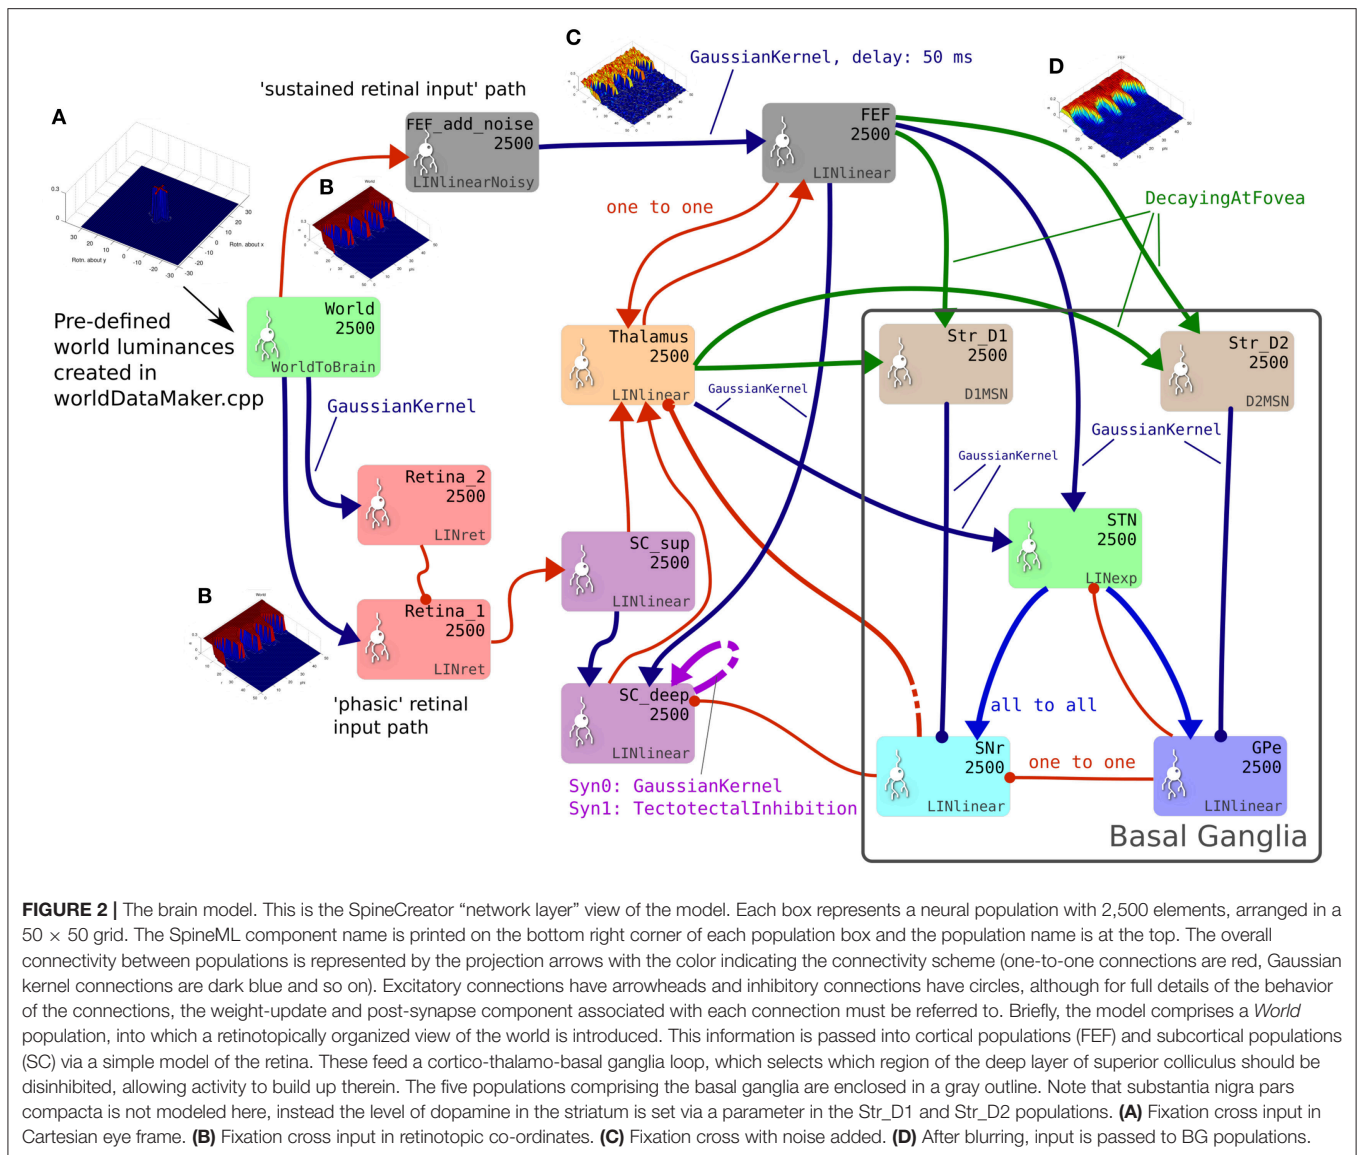 A
'sustained retinal input' path
FEF_add_noise
2500
LINlinearNoisy
C
GaussianKernel, delay: 50 ms
FEF
2500
LINlinear
D
FEF
B
World
one to one
DecayingAtFovea
Rotn. about x
Rotn. about y
Pre-defined
world luminances
created in
worldDataMaker.cpp
World
2500
WorldToBrain
GaussianKernel
Thalamus
2500
LINlinear
GaussianKernel
Str_D1
2500
D1MSN
Str_D2
2500
D2MSN
GaussianKernel
GaussianKernel
Retina_2
2500
LINret
SC_sup
2500
LINlinear
STN
2500
LINexp
B
World
Retina_1
2500
LINret
'phasic' retinal
input path
SC_deep
2500
LINlinear
Syn0: GaussianKernel
Syn1: TectotectalInhibition
all to all
SNr
2500
LINlinear
one to one
GPe
2500
LINlinear
Basal Ganglia
FIGURE 2 | The brain model. This is the SpineCreator “network layer” view of the model. Each box represents a neural population with 2,500 elements, arranged in a
50 × 50 grid. The SpineML component name is printed on the bottom right corner of each population box and the population name is at the top. The overall
connectivity between populations is represented by the projection arrows with the color indicating the connectivity scheme (one-to-one connections are red, Gaussian
kernel connections are dark blue and so on). Excitatory connections have arrowheads and inhibitory connections have circles, although for full details of the behavior
of the connections, the weight-update and post-synapse component associated with each connection must be referred to. Briefly, the model comprises a World
population, into which a retinotopically organized view of the world is introduced. This information is passed into cortical populations (FEF) and subcortical populations
(SC) via a simple model of the retina. These feed a cortico-thalamo-basal ganglia loop, which selects which region of the deep layer of superior colliculus should be
disinhibited, allowing activity to build up therein. The five populations comprising the basal ganglia are enclosed in a gray outline. Note that substantia nigra pars
compacta is not modeled here, instead the level of dopamine in the striatum is set via a parameter in the Str_D1 and Str_D2 populations. (A) Fixation cross input in
Cartesian eye frame. (B) Fixation cross input in retinotopic co-ordinates. (C) Fixation cross with noise added. (D) After blurring, input is passed to BG populations.